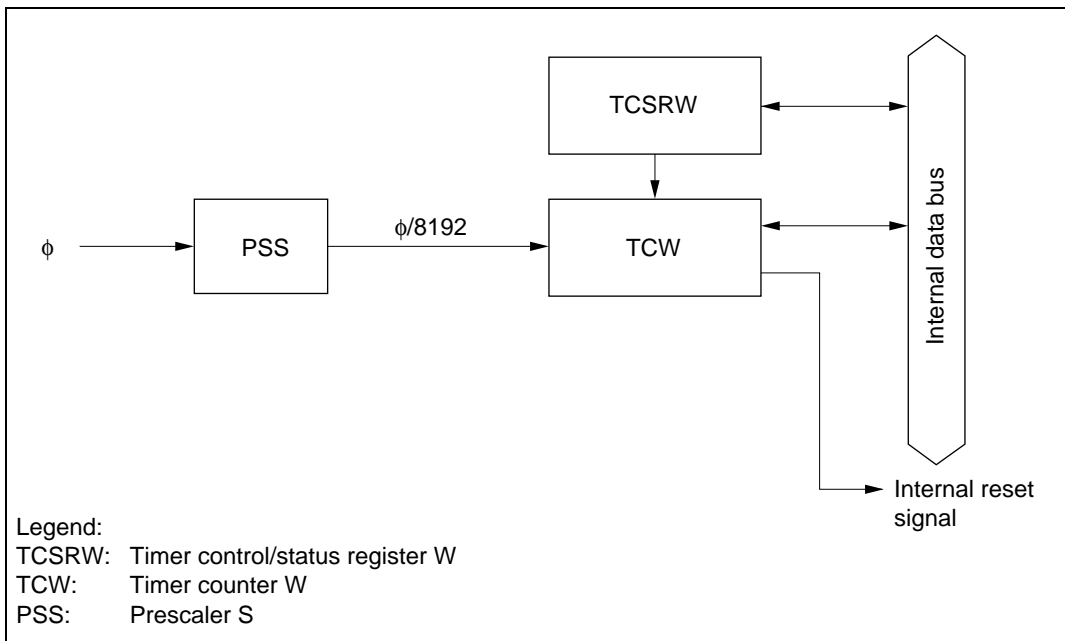 TCSRW
ϕ
PSS
ϕ/8192
TCW
Internal data bus
Internal reset
signal
Legend:
TCSRW: Timer control/status register W
TCW: Timer counter W
PSS: Prescaler S